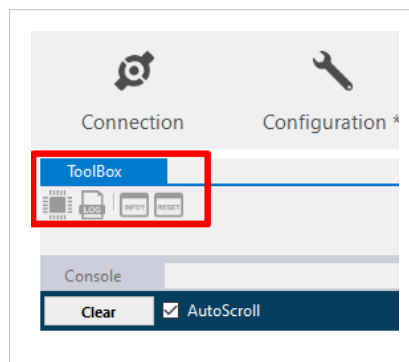 Connection Configuration *
ToolBox
LOG INFO? RESET
Console
Clear AutoScroll